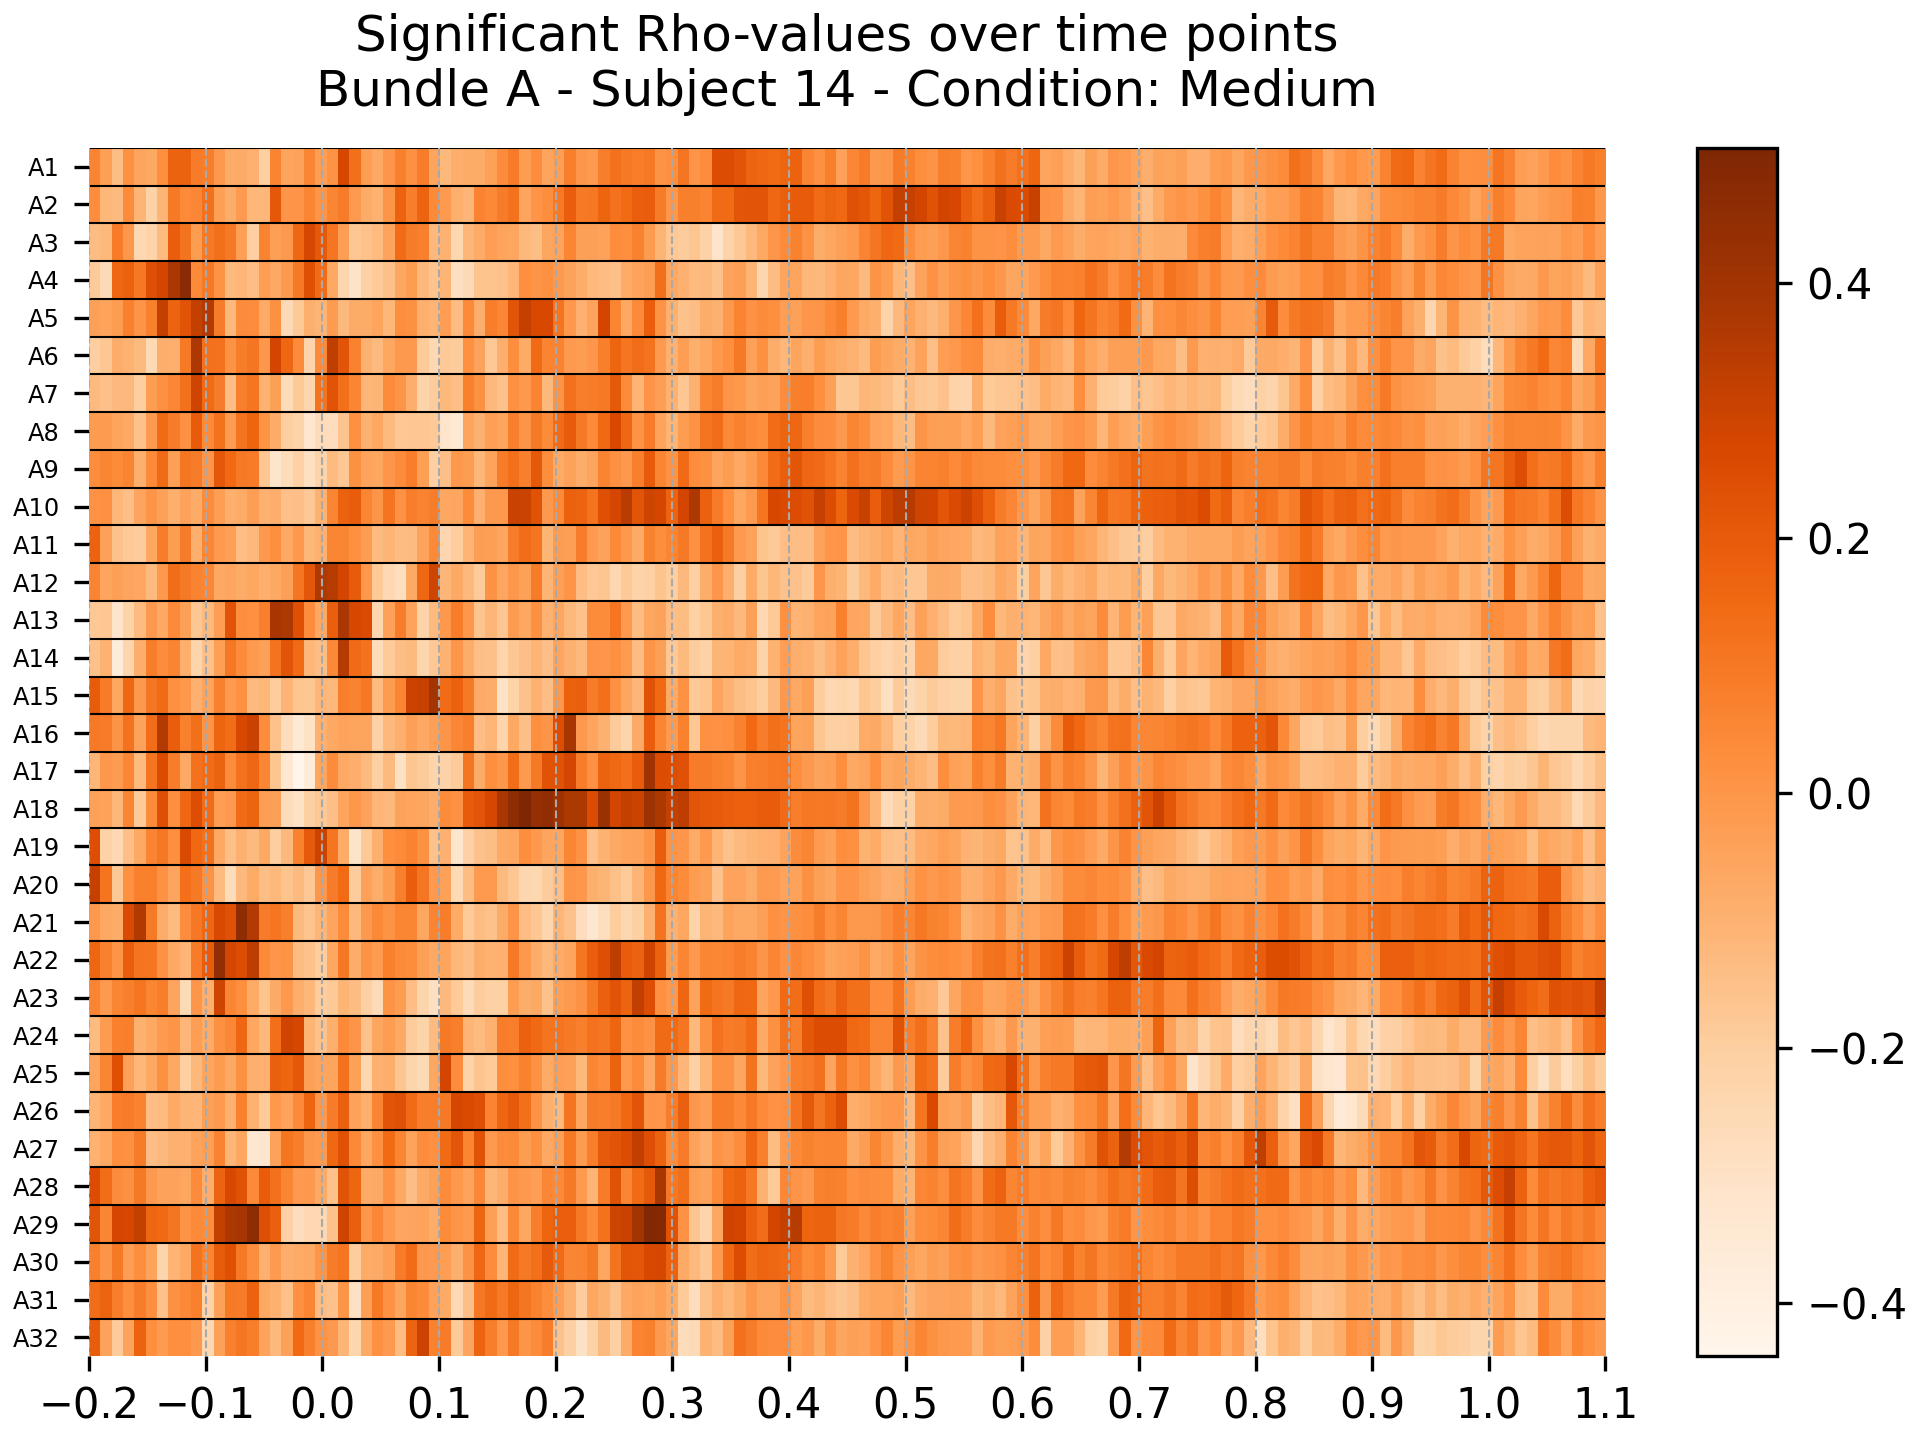 Significant Rho-values over time points
Bundle A - Subject 14 - Condition: Medium
A1
A2
A3
A4
A5
A6
A7
A8
A9
A10
A11
A12
A13
A14
A15
A16
A17
A18
A19
A20
A21
A22
A23
A24
A25
A26
A27
A28
A29
A30
A31
A32
−0.2 −0.1 0.0 0.1 0.2 0.3 0.4 0.5 0.6 0.7 0.8 0.9 1.0 1.1
0.4
0.2
0.0
−0.2
−0.4